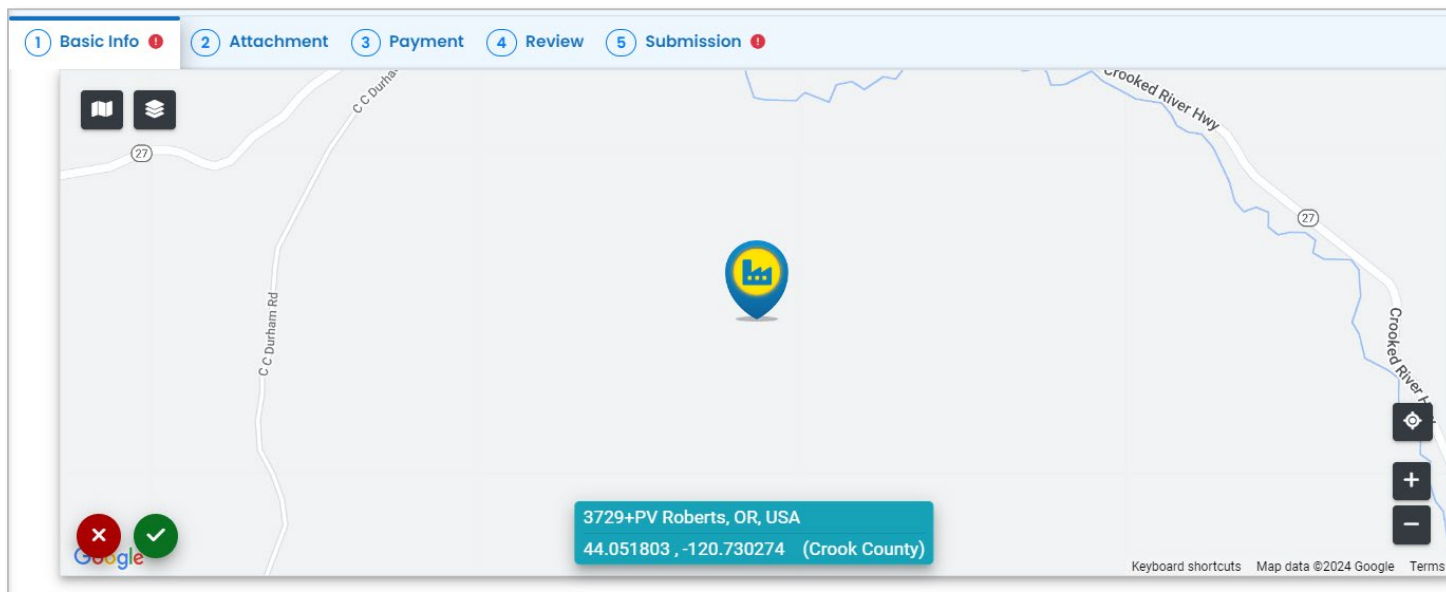 1 Basic Info
2 Attachment
3 Payment
4 Review
5 Submission
C C Durha
Crooked River Hwy
27
27
C C Durham Rd
Crooked River H
3729+PV Roberts, OR, USA
44.051803 , -120.730274 (Crook County)
Google
Keyboard shortcuts Map data ©2024 Google Terms